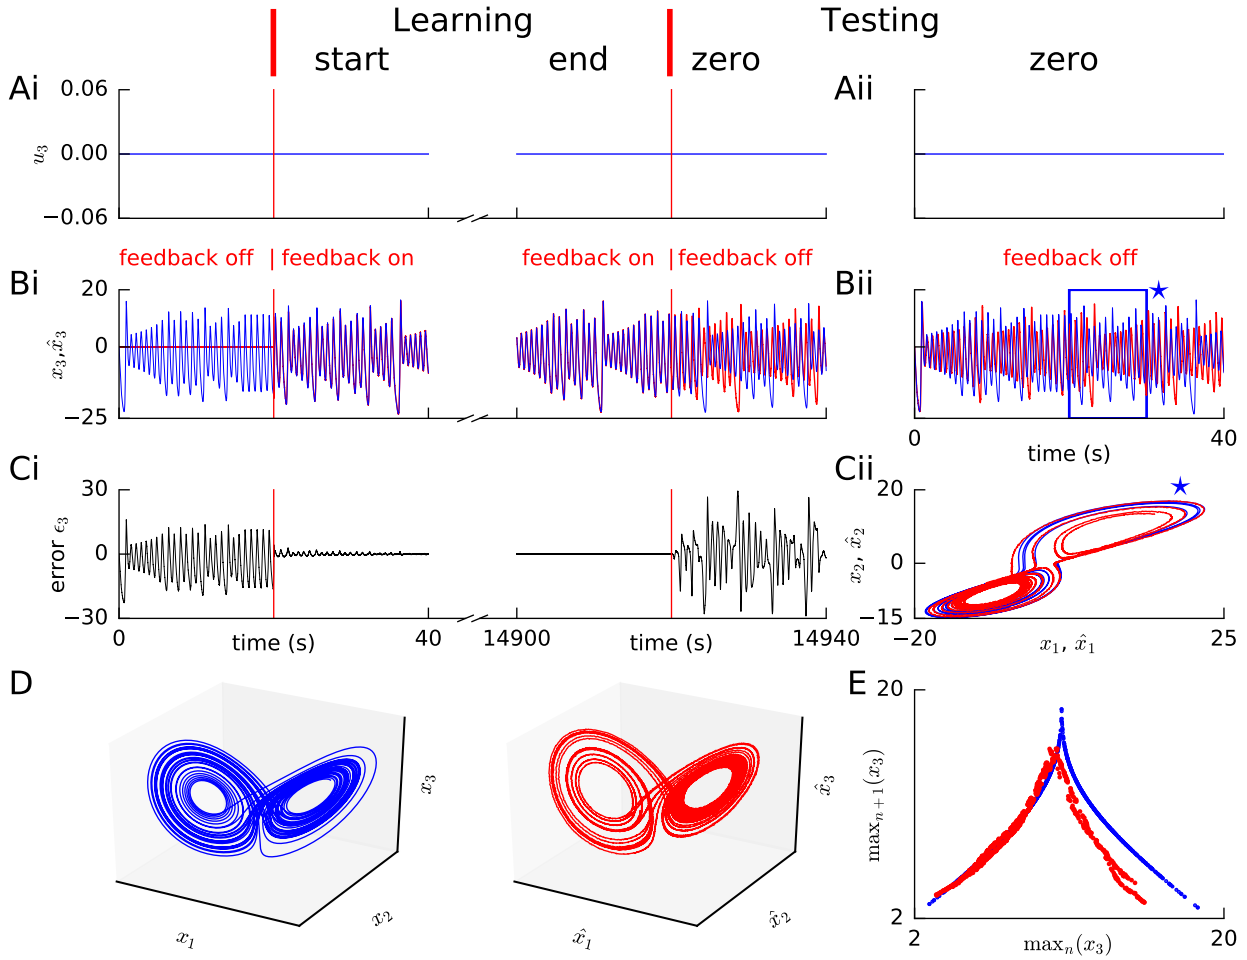 Learning
Testing
start
end
zero
zero
Ai
0.06
0.00
−0.06
u₃
Aii
feedback off | feedback on
feedback on | feedback off
feedback off
Bi
20
0
−25
x₃,x̂₃
Bii
0
40
time (s)
Ci
30
0
−30
error ϵ₃
0
time (s)
40
14900
time (s)
14940
Cii
20
0
−15
x₂, x̂₂
−20
25
x₁, x̂₁
D
x₁
x₂
x₃
x̂₁
x̂₂
x̂₃
E
20
2
maxₙ₊₁(x₃)
2
20
maxₙ(x₃)